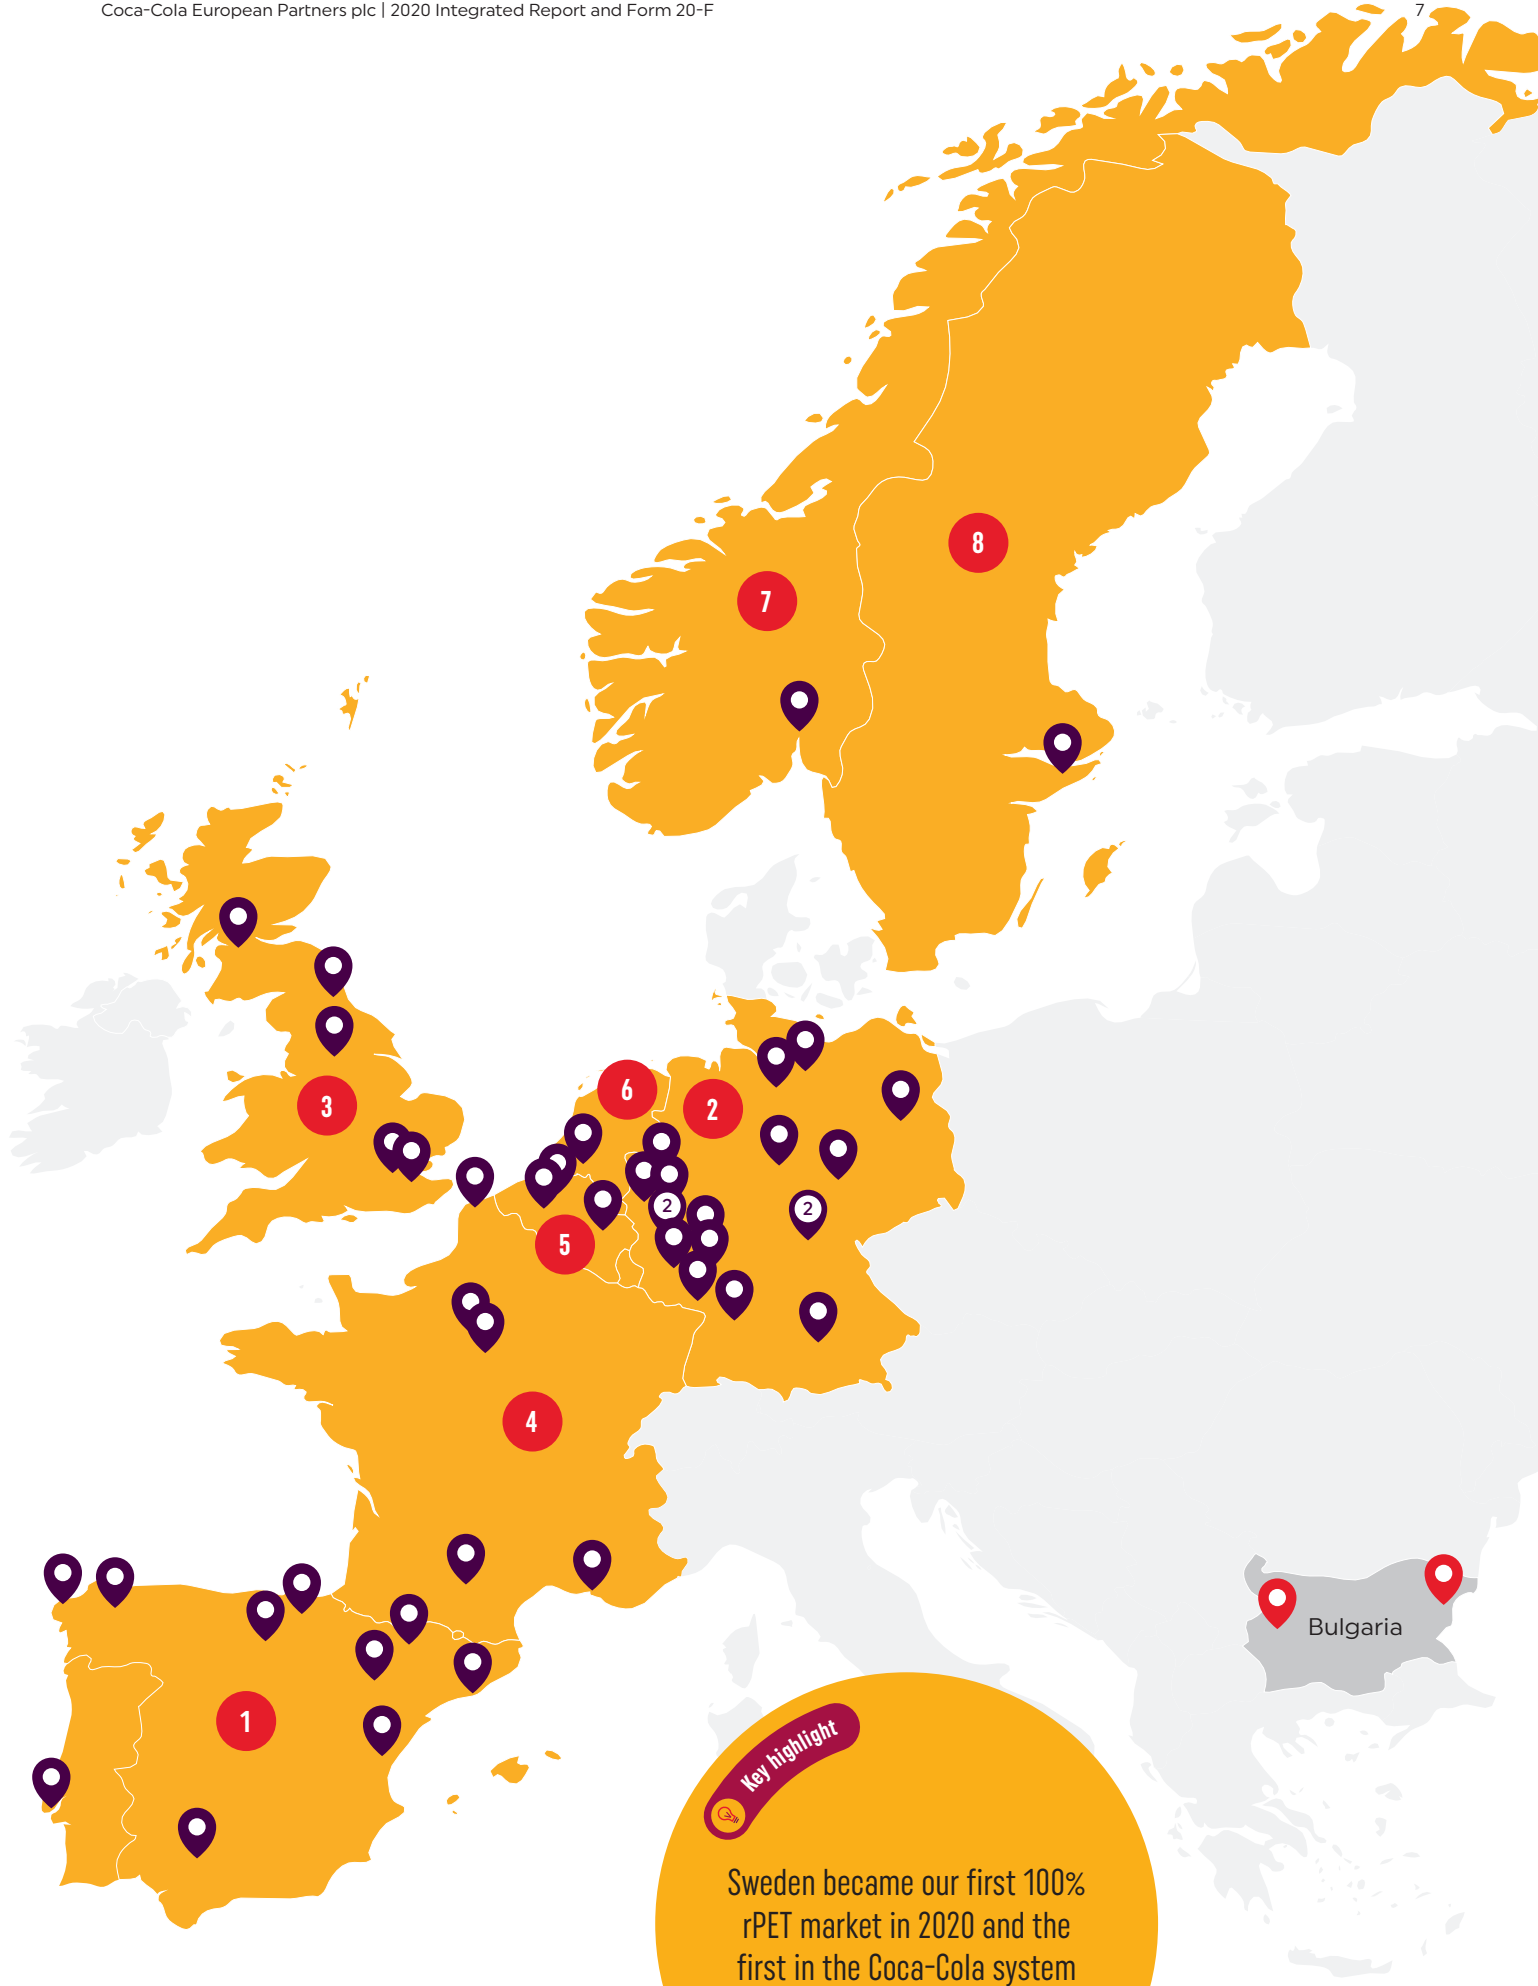 Coca-Cola European Partners plc | 2020 Integrated Report and Form 20-F
7
8
7
3
6
2
2
2
5
4
Bulgaria
1
Key highlight
Sweden became our first 100%
rPET market in 2020 and the
first in the Coca-Cola system